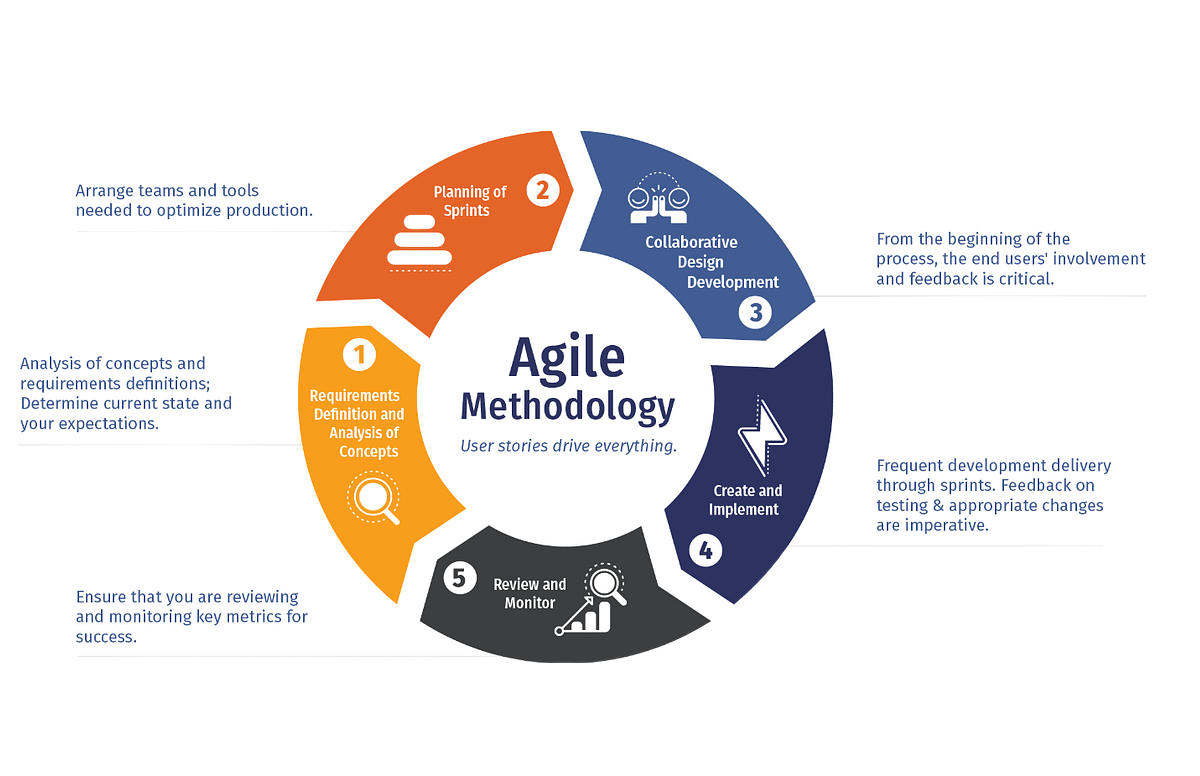 Agile
Methodology
User stories drive everything.
1
Requirements
Definition and
Analysis of
Concepts
Analysis of concepts and
requirements definitions;
Determine current state and
your expectations.
2
Planning of
Sprints
Arrange teams and tools
needed to optimize production.
Collaborative
Design
Development
3
From the beginning of the
process, the end users' involvement
and feedback is critical.
Create and
Implement
4
Frequent development delivery
through sprints. Feedback on
testing & appropriate changes
are imperative.
5
Review and
Monitor
Ensure that you are reviewing
and monitoring key metrics for
success.